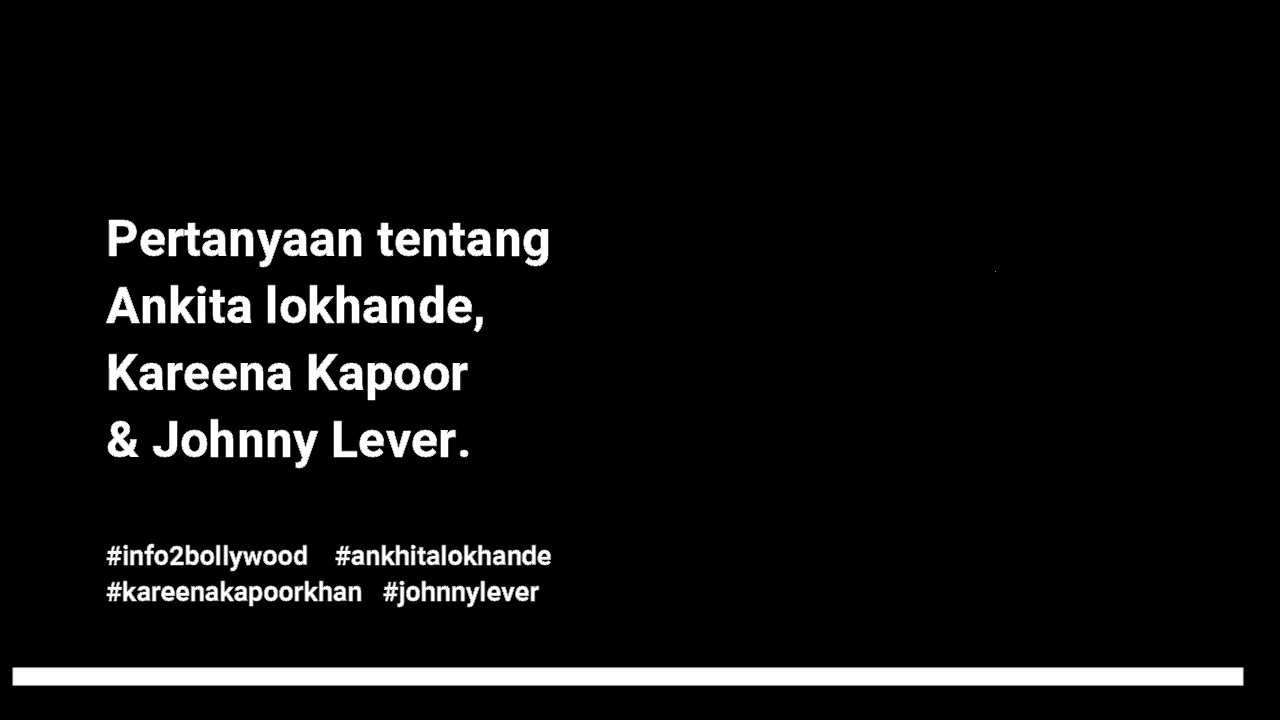 Pertanyaan tentang
Ankita lokhande,
Kareena Kapoor
& Johnny Lever.
#info2bollywood #ankhitalokhande
#kareenakapoorkhan #johnnylever